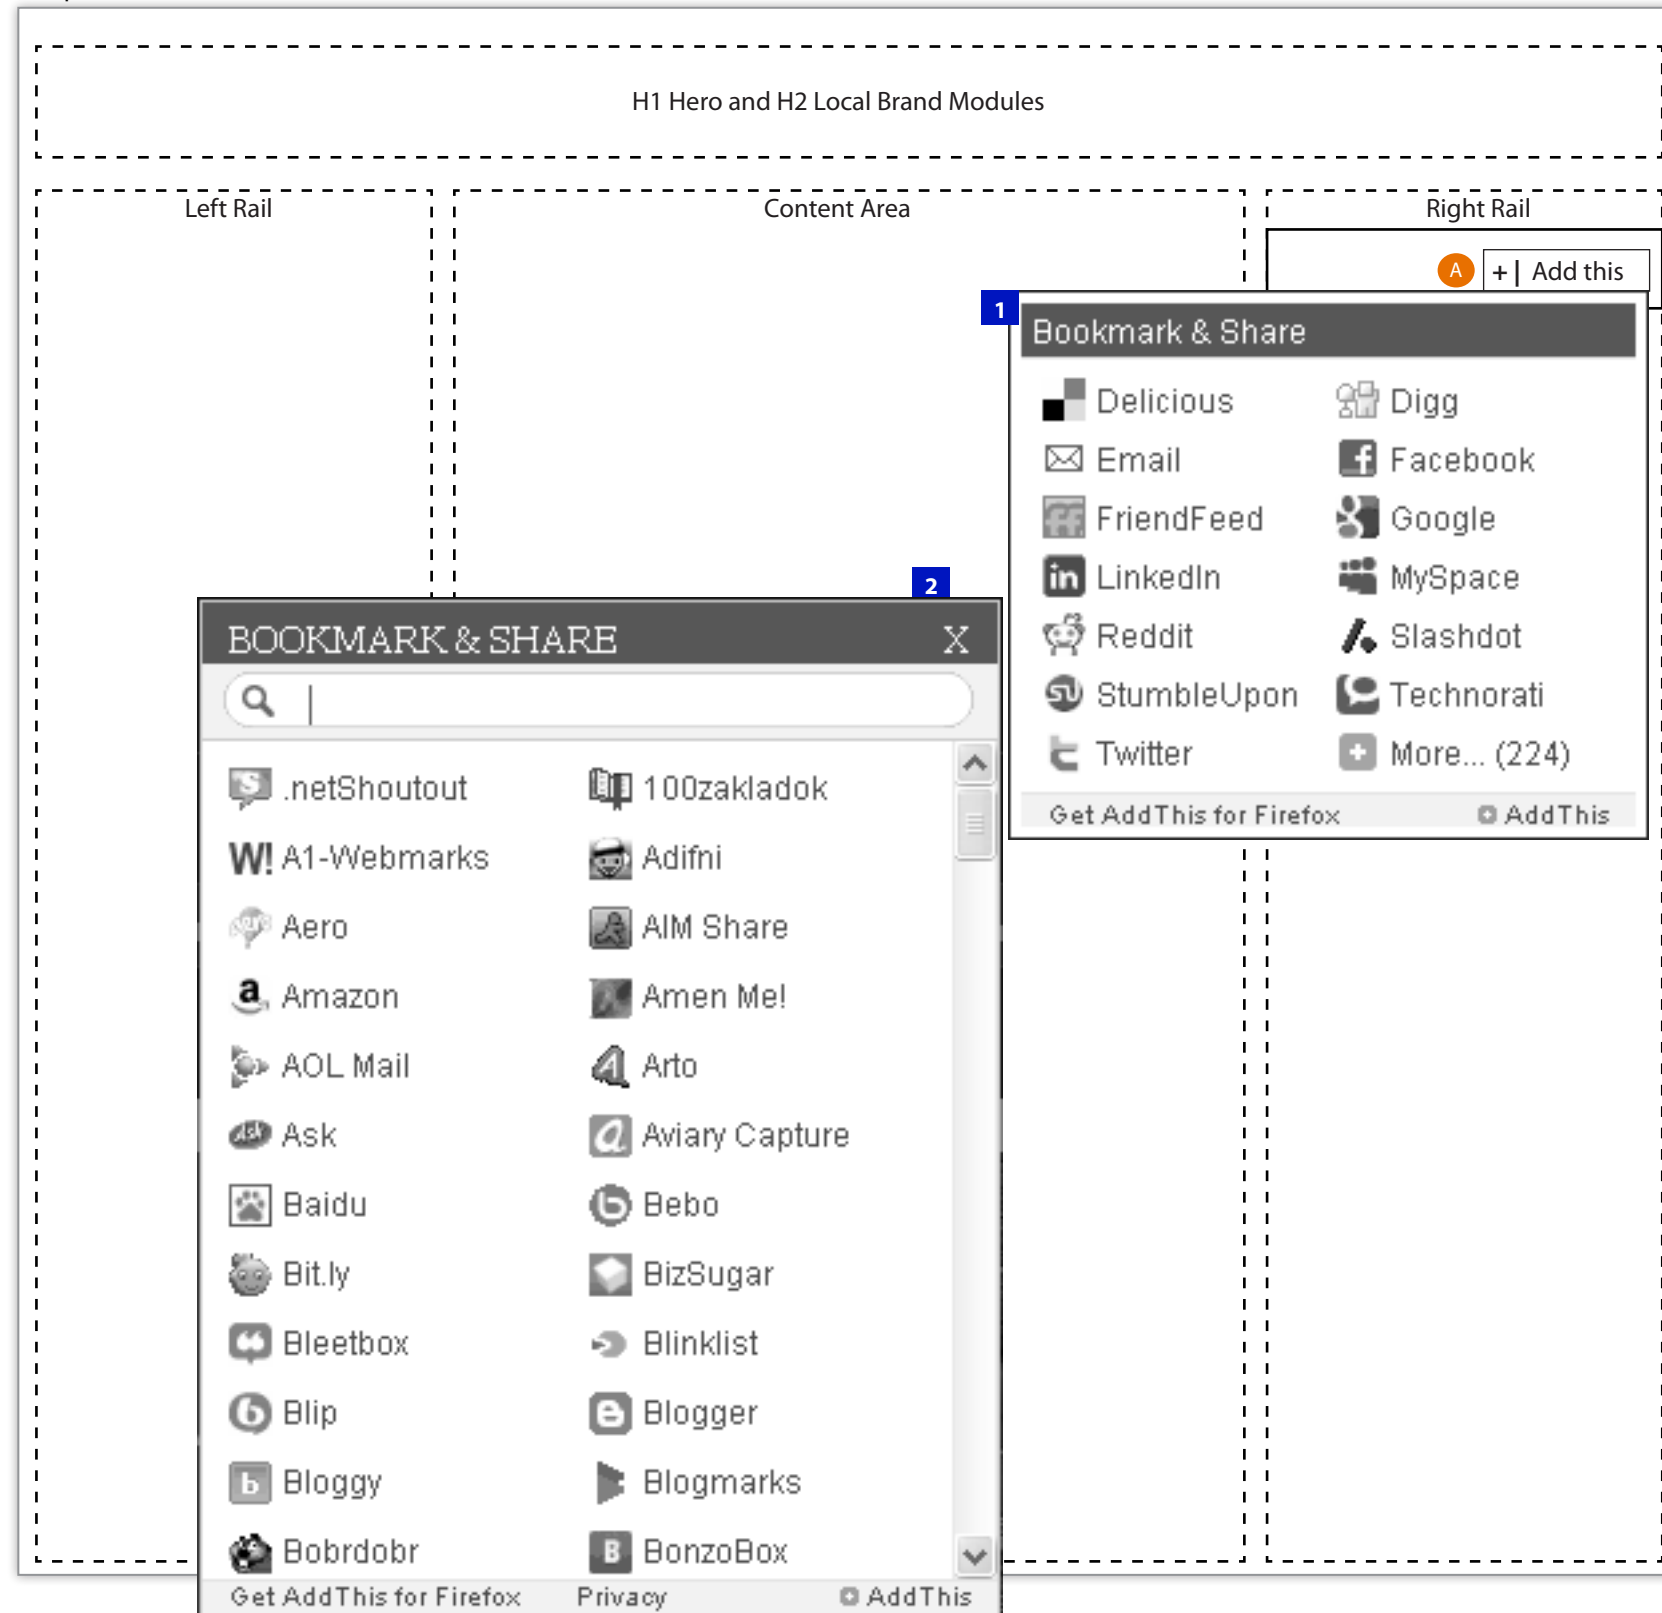 H1 Hero and H2 Local Brand Modules
Left Rail
Content Area
Right Rail
A
+ | Add this
1
Bookmark & Share
Delicious Digg
Email Facebook
FriendFeed Google
LinkedIn MySpace
Reddit Slashdot
StumbleUpon Technorati
Twitter More... (224)
Get AddThis for Firefox AddThis
2
BOOKMARK & SHARE X
.netShoutout 100zakladok
A1-Webmarks Adifni
Aero AIM Share
Amazon Amen Me!
AOL Mail Arto
Ask Aviary Capture
Baidu Bebo
Bit.ly BizSugar
Bleetbox Blinklist
Blip Blogger
Bloggy Blogmarks
Bobrdobr BonzoBox
Get AddThis for Firefox Privacy AddThis